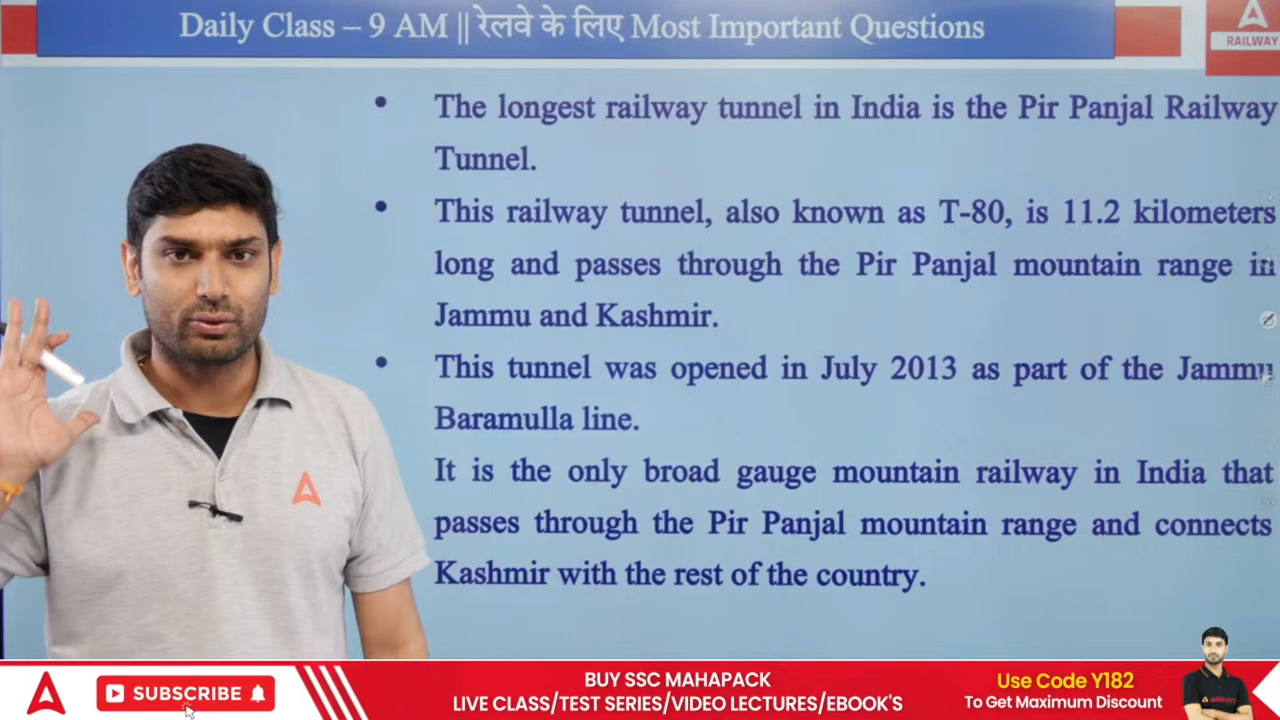 Daily Class – 9 AM || रेलवे के लिए Most Important Questions
RAILWAY
• The longest railway tunnel in India is the Pir Panjal Railway
Tunnel.
• This railway tunnel, also known as T-80, is 11.2 kilometers
long and passes through the Pir Panjal mountain range in
Jammu and Kashmir.
• This tunnel was opened in July 2013 as part of the Jammu
Baramulla line.
It is the only broad gauge mountain railway in India that
passes through the Pir Panjal mountain range and connects
Kashmir with the rest of the country.
SUBSCRIBE
BUY SSC MAHAPACK
LIVE CLASS/TEST SERIES/VIDEO LECTURES/EBOOK'S
Use Code Y182
To Get Maximum Discount